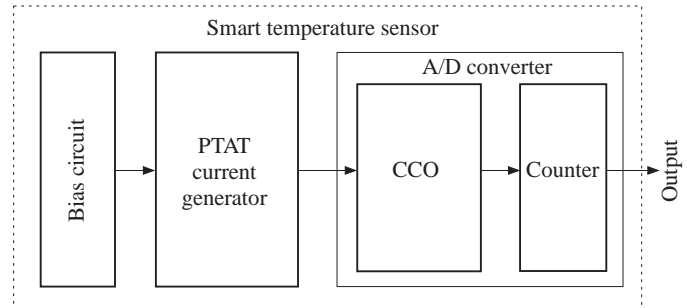 Smart temperature sensor
A/D converter
Bias circuit
PTAT
current
generator
CCO
Counter
Output